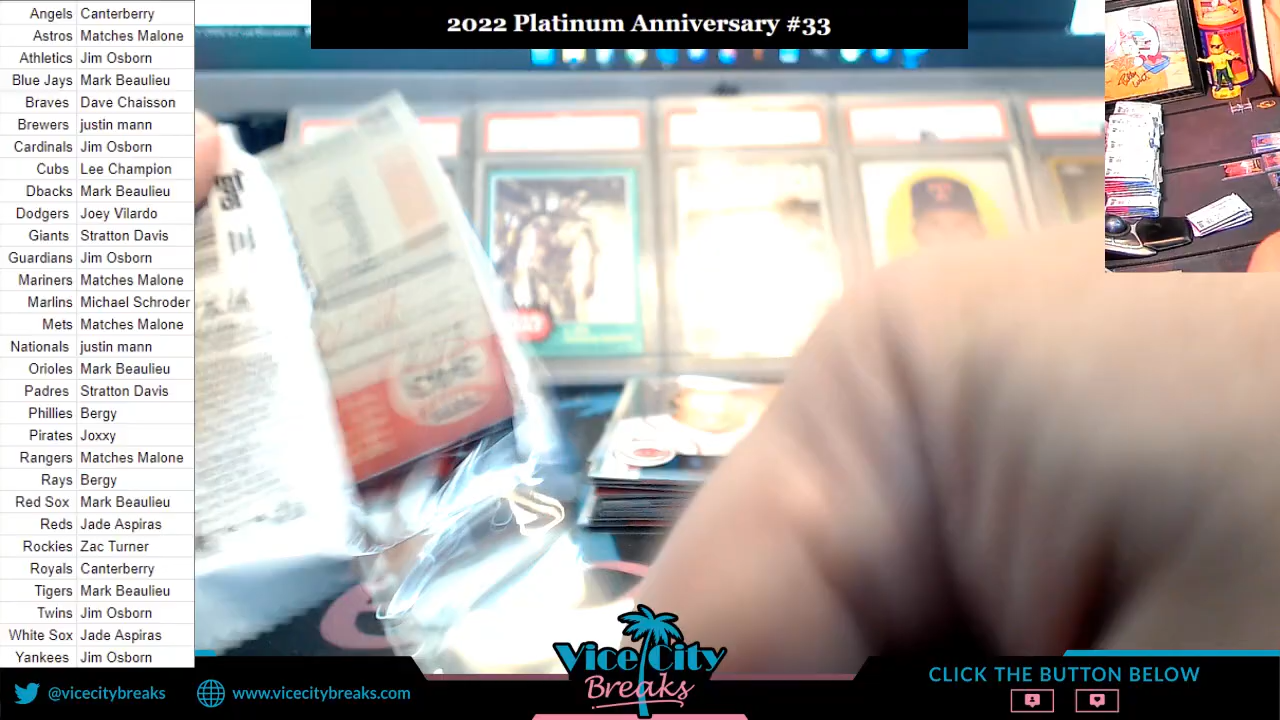 2022 Platinum Anniversary #33
Angels Canterberry
Astros Matches Malone
Athletics Jim Osborn
Blue Jays Mark Beaulieu
Braves Dave Chaisson
Brewers justin mann
Cardinals Jim Osborn
Cubs Lee Champion
Dbacks Mark Beaulieu
Dodgers Joey Vilardo
Giants Stratton Davis
Guardians Jim Osborn
Mariners Matches Malone
Marlins Michael Schroder
Mets Matches Malone
Nationals justin mann
Orioles Mark Beaulieu
Padres Stratton Davis
Phillies Bergy
Pirates Joxxy
Rangers Matches Malone
Rays Bergy
Red Sox Mark Beaulieu
Reds Jade Aspiras
Rockies Zac Turner
Royals Canterberry
Tigers Mark Beaulieu
Twins Jim Osborn
White Sox Jade Aspiras
Yankees Jim Osborn
@vicecitybreaks
www.vicecitybreaks.com
Vice City
Breaks
CLICK THE BUTTON BELOW